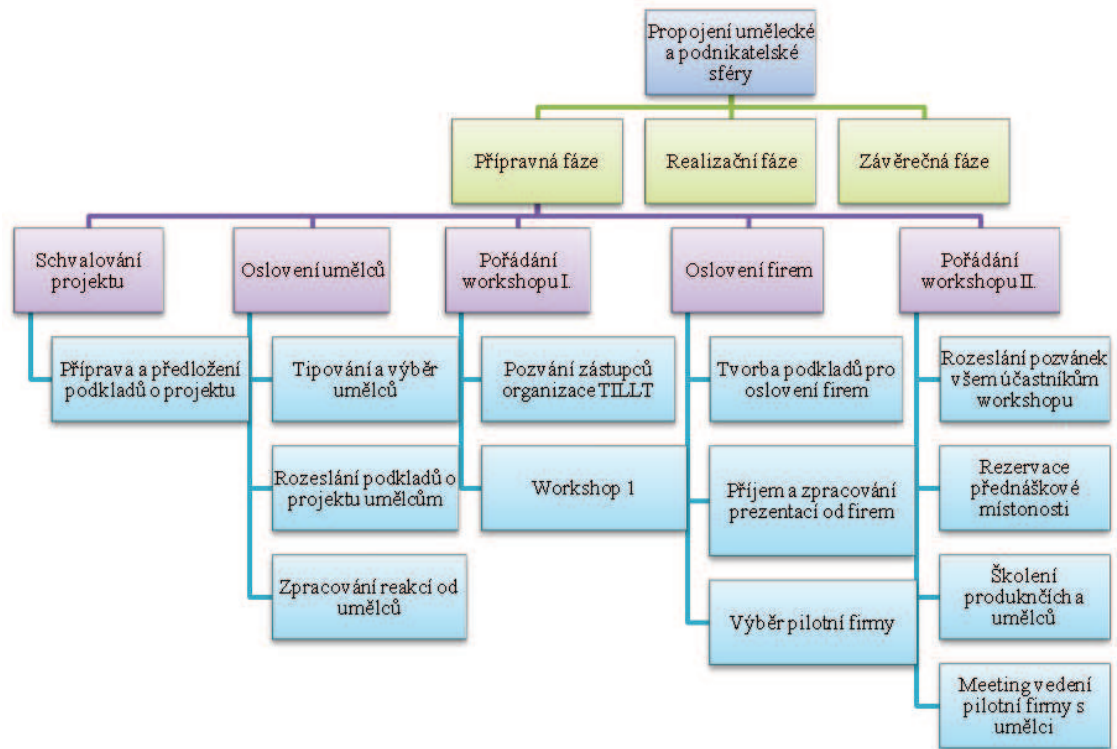 Propojení umělecké
a podnikatelské
sféry
Přípravná fáze
Realizační fáze
Závěrečná fáze
Schvalování
projektu
Oslovení umělců
Pořádání
workshopu I.
Oslovení firem
Pořádání
workshopu II.
Příprava a předložení
podkladů o projektu
Tipování a výběr
umělců
Rozeslání podkladů o
projektu umělcům
Zpracování reakcí od
umělců
Pozvání zástupců
organizace TILLT
Workshop 1
Tvorba podkladů pro
oslovení firem
Příjem a zpracování
prezentací od firem
Výběr pilotní firmy
Rozeslání pozvánek
všem účastníkům
workshopu
Rezervace
přednáškové
místonosti
Školení
produknčích a
umělců
Meeting vedení
pilotní firmy s
umělci